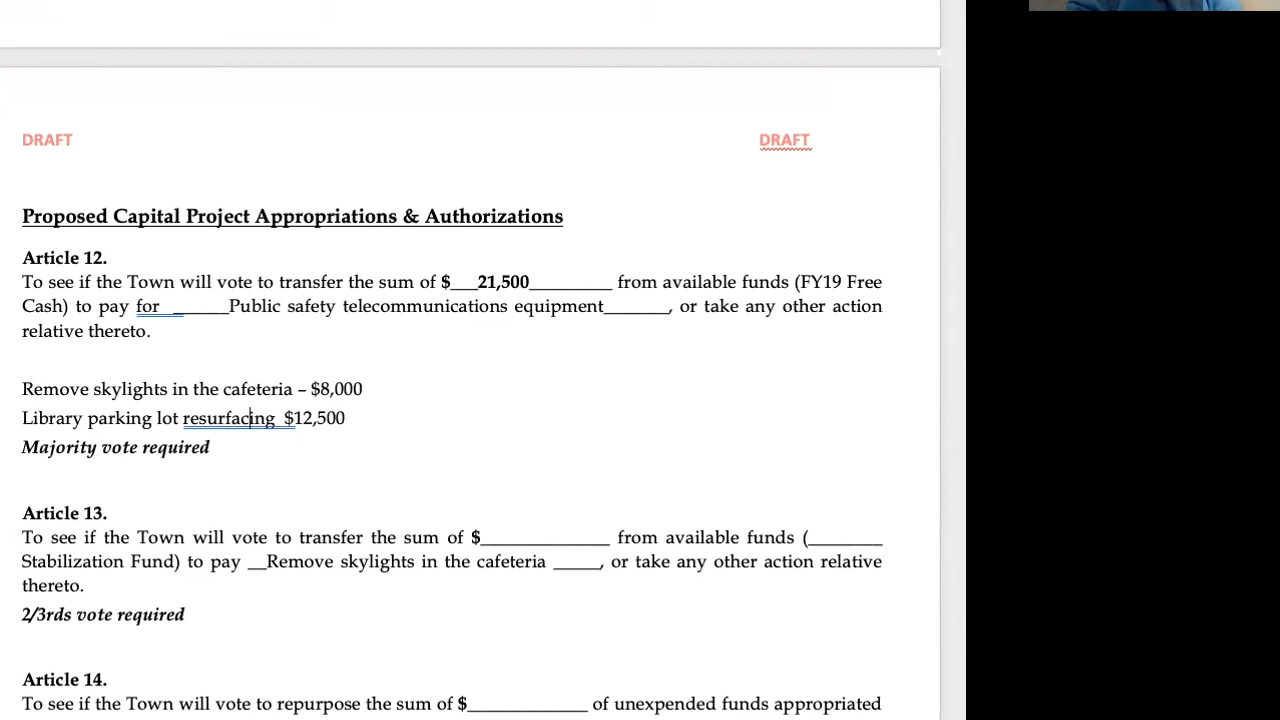 DRAFT DRAFT
Proposed Capital Project Appropriations & Authorizations
Article 12.
To see if the Town will vote to transfer the sum of $___21,500_________ from available funds (FY19 Free
Cash) to pay for ______Public safety telecommunications equipment_______, or take any other action
relative thereto.
Remove skylights in the cafeteria – $8,000
Library parking lot resurfacing $12,500
Majority vote required
Article 13.
To see if the Town will vote to transfer the sum of $______________ from available funds (________
Stabilization Fund) to pay __Remove skylights in the cafeteria _____, or take any other action relative
thereto.
2/3rds vote required
Article 14.
To see if the Town will vote to repurpose the sum of $_____________ of unexpended funds appropriated